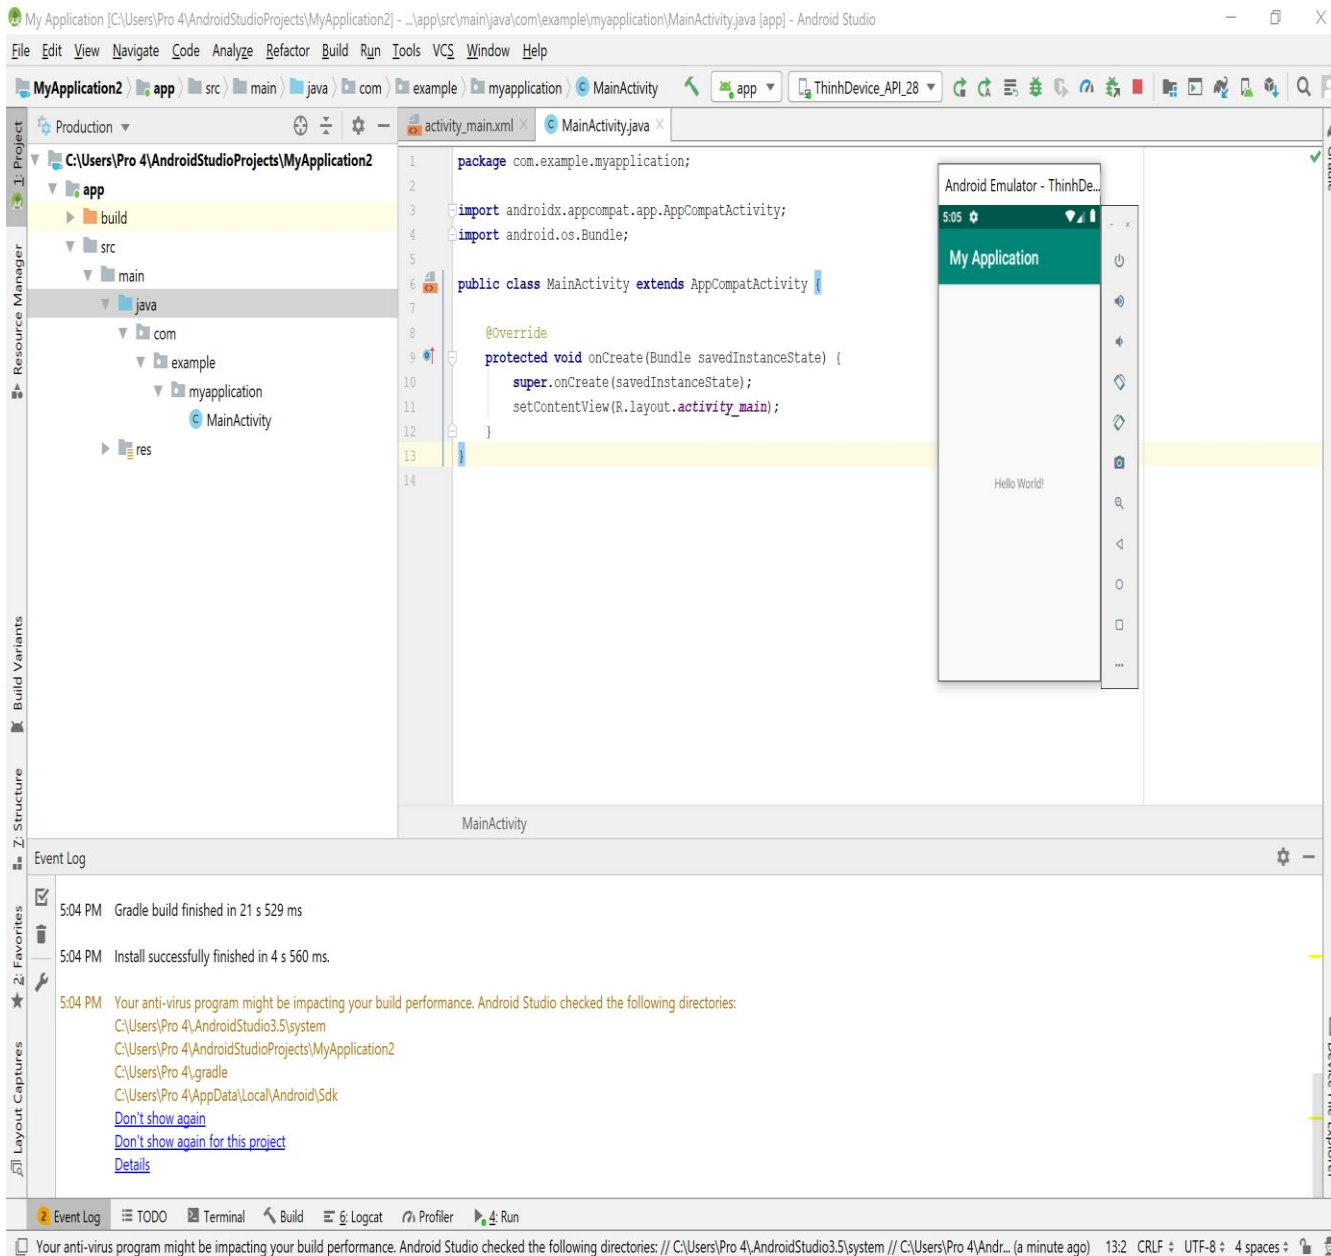 My Application [C:\Users\Pro 4\AndroidStudioProjects\MyApplication2] - ...\app\src\main\java\com\example\myapplication\MainActivity.java [app] - Android Studio
File Edit View Navigate Code Analyze Refactor Build Run Tools VCS Window Help
MyApplication2 app src main java com example myapplication MainActivity app ThinhDevice_API_28
1: Project
Resource Manager
Build Variants
Z: Structure
2: Favorites
Layout Captures
Production
C:\Users\Pro 4\AndroidStudioProjects\MyApplication2
app
build
src
main
java
com
example
myapplication
MainActivity
res
activity_main.xml MainActivity.java
1 package com.example.myapplication;
2
3 import androidx.appcompat.app.AppCompatActivity;
4 import android.os.Bundle;
5
6 public class MainActivity extends AppCompatActivity {
7
8 @Override
9 protected void onCreate(Bundle savedInstanceState) {
10 super.onCreate(savedInstanceState);
11 setContentView(R.layout.activity_main);
12 }
13 }
14
MainActivity
Android Emulator - ThinhDe...
5:05
My Application
Hello World!
Event Log
5:04 PM Gradle build finished in 21 s 529 ms
5:04 PM Install successfully finished in 4 s 560 ms.
5:04 PM Your anti-virus program might be impacting your build performance. Android Studio checked the following directories:
C:\Users\Pro 4\.AndroidStudio3.5\system
C:\Users\Pro 4\AndroidStudioProjects\MyApplication2
C:\Users\Pro 4\.gradle
C:\Users\Pro 4\AppData\Local\Android\Sdk
Don't show again
Don't show again for this project
Details
2 Event Log TODO Terminal Build 6: Logcat Profiler 4: Run
Your anti-virus program might be impacting your build performance. Android Studio checked the following directories: // C:\Users\Pro 4\.AndroidStudio3.5\system // C:\Users\Pro 4\Andr... (a minute ago) 13:2 CRLF UTF-8 4 spaces